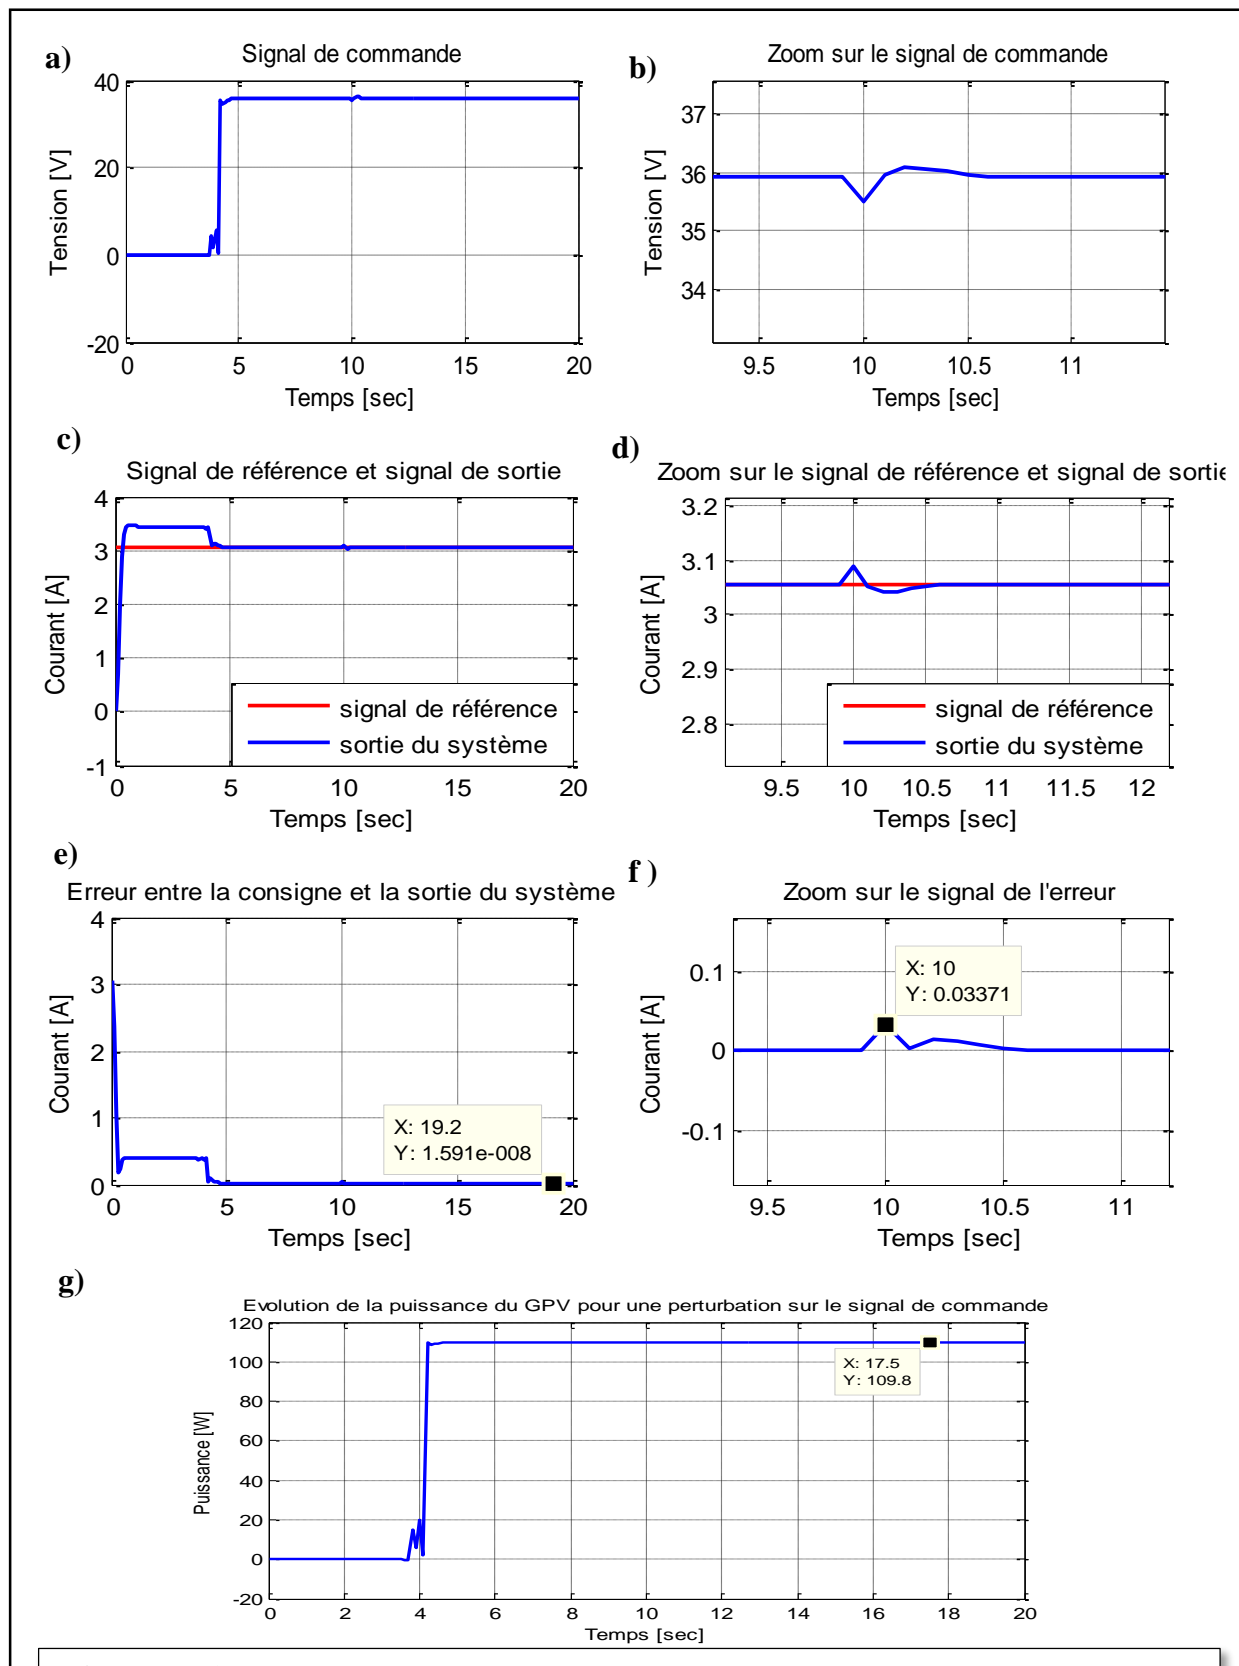 a)
Signal de commande
40
20
0
-20
Tension [V]
0
5
10
15
20
Temps [sec]
b)
Zoom sur le signal de commande
37
36
35
34
Tension [V]
9.5
10
10.5
11
Temps [sec]
c)
Signal de référence et signal de sortie
4
3
2
1
0
-1
Courant [A]
signal de référence
sortie du système
0
5
10
15
20
Temps [sec]
d)
Zoom sur le signal de référence et signal de sortie
3.2
3.1
3
2.9
2.8
Courant [A]
signal de référence
sortie du système
9.5
10
10.5
11
11.5
12
Temps [sec]
e)
Erreur entre la consigne et la sortie du système
4
3
2
1
0
Courant [A]
X: 19.2
Y: 1.591e-008
0
5
10
15
20
Temps [sec]
f )
Zoom sur le signal de l'erreur
0.1
0
-0.1
Courant [A]
X: 10
Y: 0.03371
9.5
10
10.5
11
Temps [sec]
g)
Evolution de la puissance du GPV pour une perturbation sur le signal de commande
120
100
80
60
40
20
0
-20
Puissance [W]
X: 17.5
Y: 109.8
0
2
4
6
8
10
12
14
16
18
20
Temps [sec]